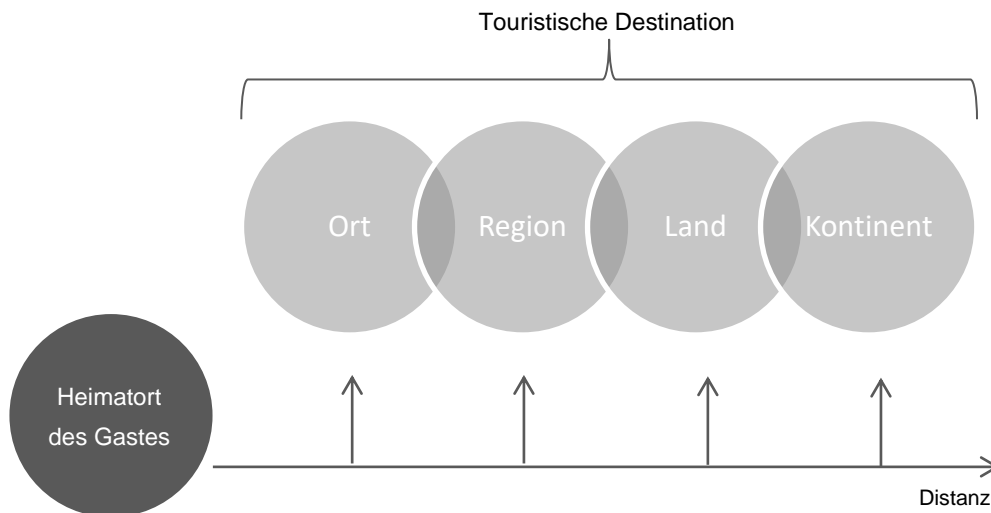 Touristische Destination
Ort
Region
Land
Kontinent
Heimatort
des Gastes
Distanz